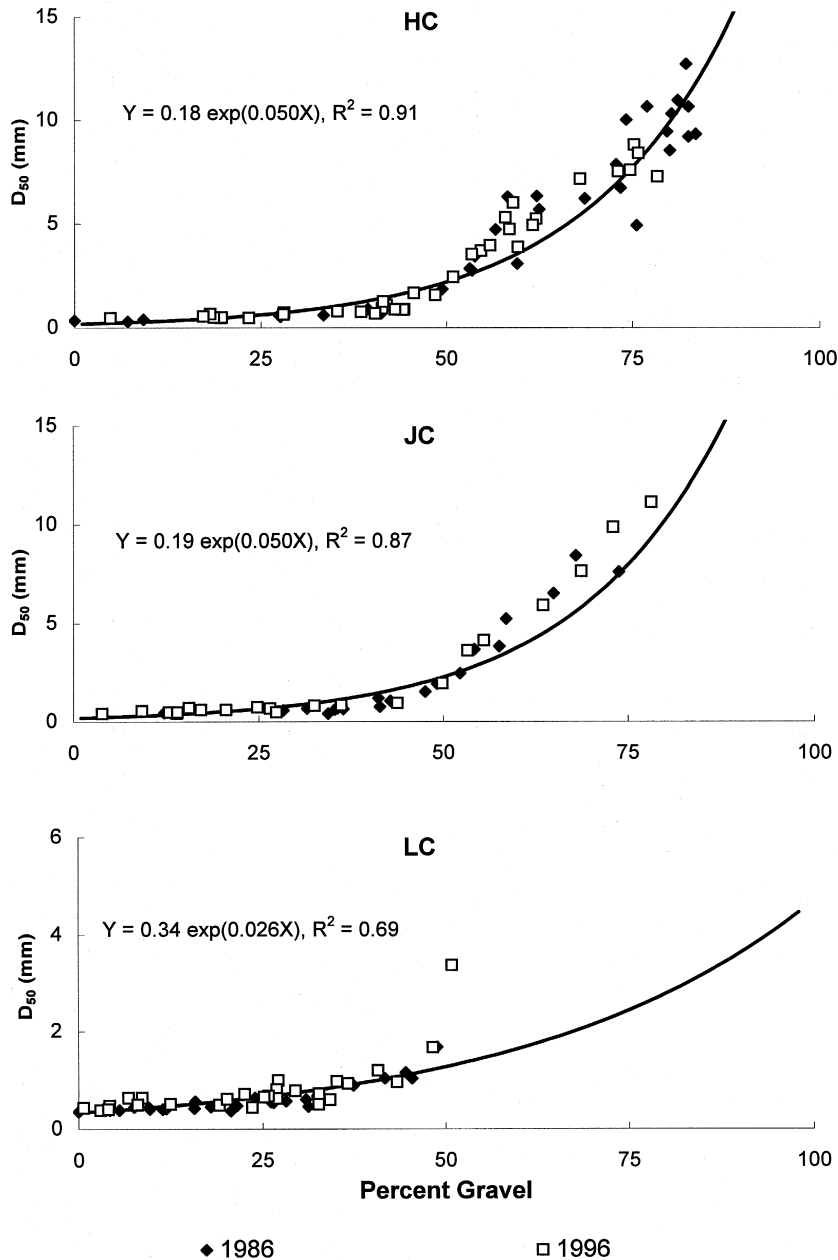 HC
15
10
5
0
D50 (mm)
Y = 0.18 exp(0.050X), R2 = 0.91
0 25 50 75 100
JC
15
10
5
0
D50 (mm)
Y = 0.19 exp(0.050X), R2 = 0.87
0 25 50 75 100
LC
6
4
2
0
D50 (mm)
Y = 0.34 exp(0.026X), R2 = 0.69
0 25 50 75 100
Percent Gravel
1986 1996